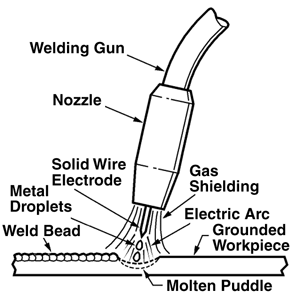 Welding Gun
Nozzle
Solid Wire
Electrode
Gas
Shielding
Metal
Droplets
Electric Arc
Weld Bead
Grounded
Workpiece
Molten Puddle